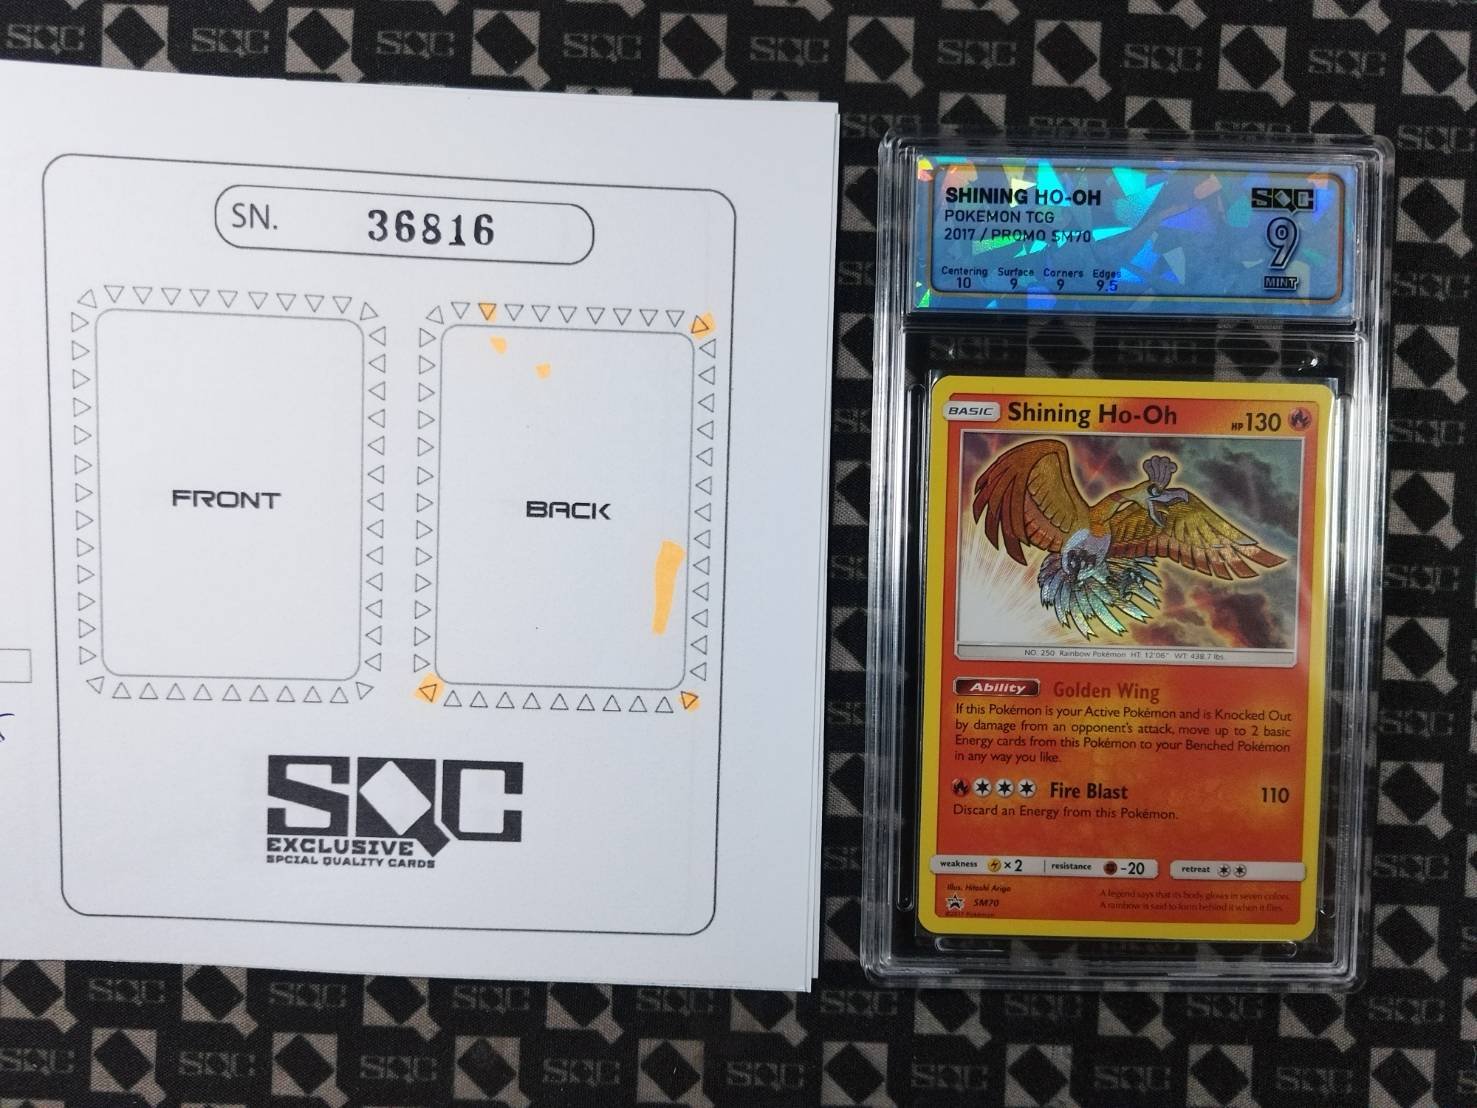 SN. 36816
FRONT
BACK
SQC
EXCLUSIVE
SPCIAL QUALITY CARDS
SHINING HO-OH
POKEMON TCG
2017 / PROMO SM70
SQC
9
MINT
Centering Surface Corners Edges
10 9 9 9.5
BASIC Shining Ho-Oh HP 130
NO. 250 Rainbow Pokémon HT: 12'06" WT: 438.7 lbs.
Ability Golden Wing
If this Pokémon is your Active Pokémon and is Knocked Out
by damage from an opponent's attack, move up to 2 basic
Energy cards from this Pokémon to your Benched Pokémon
in any way you like.
Fire Blast 110
Discard an Energy from this Pokémon.
weakness ×2 resistance -20 retreat
Illus. Hitoshi Ariga
SM70
©2017 Pokémon
A legend says that its body glows in seven colors.
A rainbow is said to form behind it when it flies.